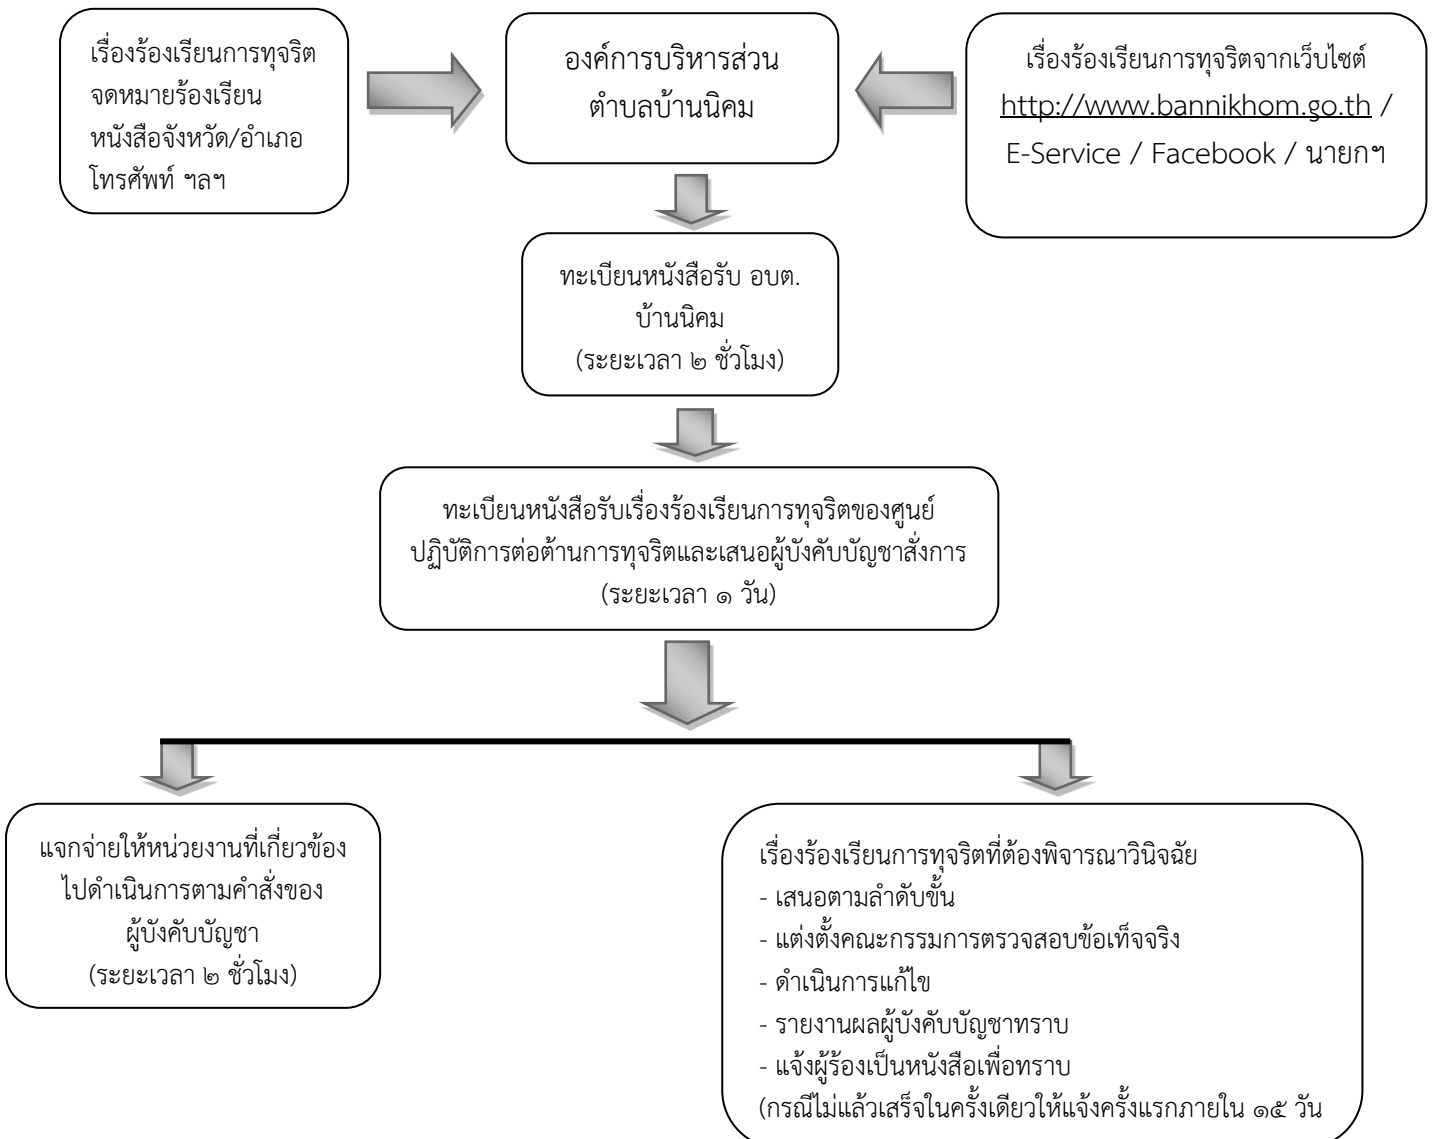 เรื่องร้องเรียนการทุจริต
จดหมายร้องเรียน
หนังสือจังหวัด/อำเภอ
โทรศัพท์ ฯลฯ
องค์การบริหารส่วน
ตำบลบ้านนิคม
เรื่องร้องเรียนการทุจริตจากเว็บไซต์
http://www.bannikhom.go.th /
E-Service / Facebook / นายกฯ
ทะเบียนหนังสือรับ อบต.
บ้านนิคม
(ระยะเวลา ๒ ชั่วโมง)
ทะเบียนหนังสือรับเรื่องร้องเรียนการทุจริตของศูนย์
ปฏิบัติการต่อต้านการทุจริตและเสนอผู้บังคับบัญชาสั่งการ
(ระยะเวลา ๑ วัน)
แจกจ่ายให้หน่วยงานที่เกี่ยวข้อง
ไปดำเนินการตามคำสั่งของ
ผู้บังคับบัญชา
(ระยะเวลา ๒ ชั่วโมง)
เรื่องร้องเรียนการทุจริตที่ต้องพิจารณาวินิจฉัย
- เสนอตามลำดับขั้น
- แต่งตั้งคณะกรรมการตรวจสอบข้อเท็จจริง
- ดำเนินการแก้ไข
- รายงานผลผู้บังคับบัญชาทราบ
- แจ้งผู้ร้องเป็นหนังสือเพื่อทราบ
(กรณีไม่แล้วเสร็จในครั้งเดียวให้แจ้งครั้งแรกภายใน ๑๕ วัน